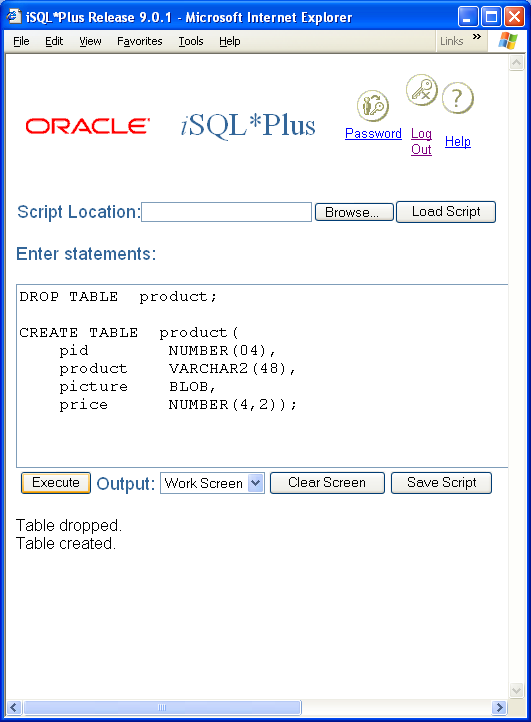 iSQL*Plus Release 9.0.1 - Microsoft Internet Explorer
File Edit View Favorites Tools Help Links »
ORACLE® iSQL*Plus
Password Log Out Help
Script Location: Browse... Load Script
Enter statements:
DROP TABLE  product;
CREATE TABLE  product(
pid        NUMBER(04),
product    VARCHAR2(48),
picture    BLOB,
price      NUMBER(4,2));
Execute Output: Work Screen Clear Screen Save Script
Table dropped.
Table created.